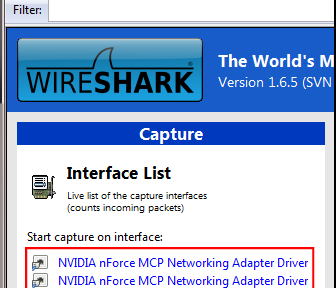 Filter:
WIRESHARK
The World's M
Version 1.6.5 (SVN
Capture
Interface List
Live list of the capture interfaces
(counts incoming packets)
Start capture on interface:
NVIDIA nForce MCP Networking Adapter Driver
NVIDIA nForce MCP Networking Adapter Driver